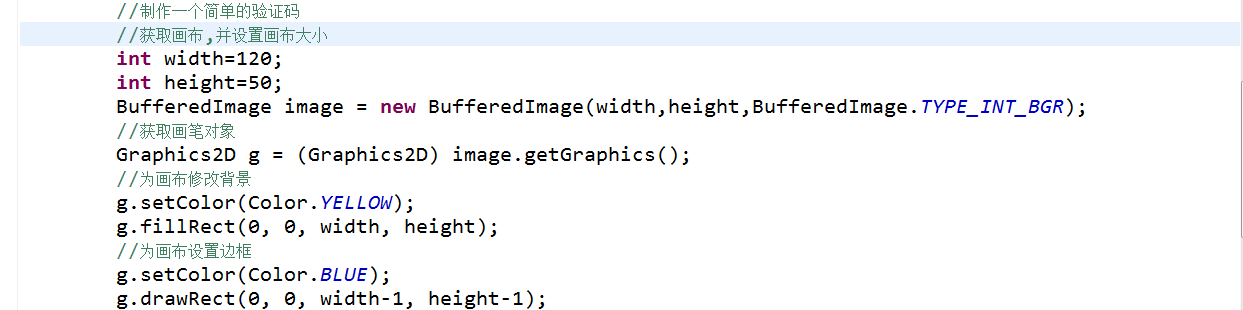 //制作一个简单的验证码
//获取画布,并设置画布大小
int width=120;
int height=50;
BufferedImage image = new BufferedImage(width,height,BufferedImage.TYPE_INT_BGR);
//获取画笔对象
Graphics2D g = (Graphics2D) image.getGraphics();
//为画布修改背景
g.setColor(Color.YELLOW);
g.fillRect(0, 0, width, height);
//为画布设置边框
g.setColor(Color.BLUE);
g.drawRect(0, 0, width-1, height-1);